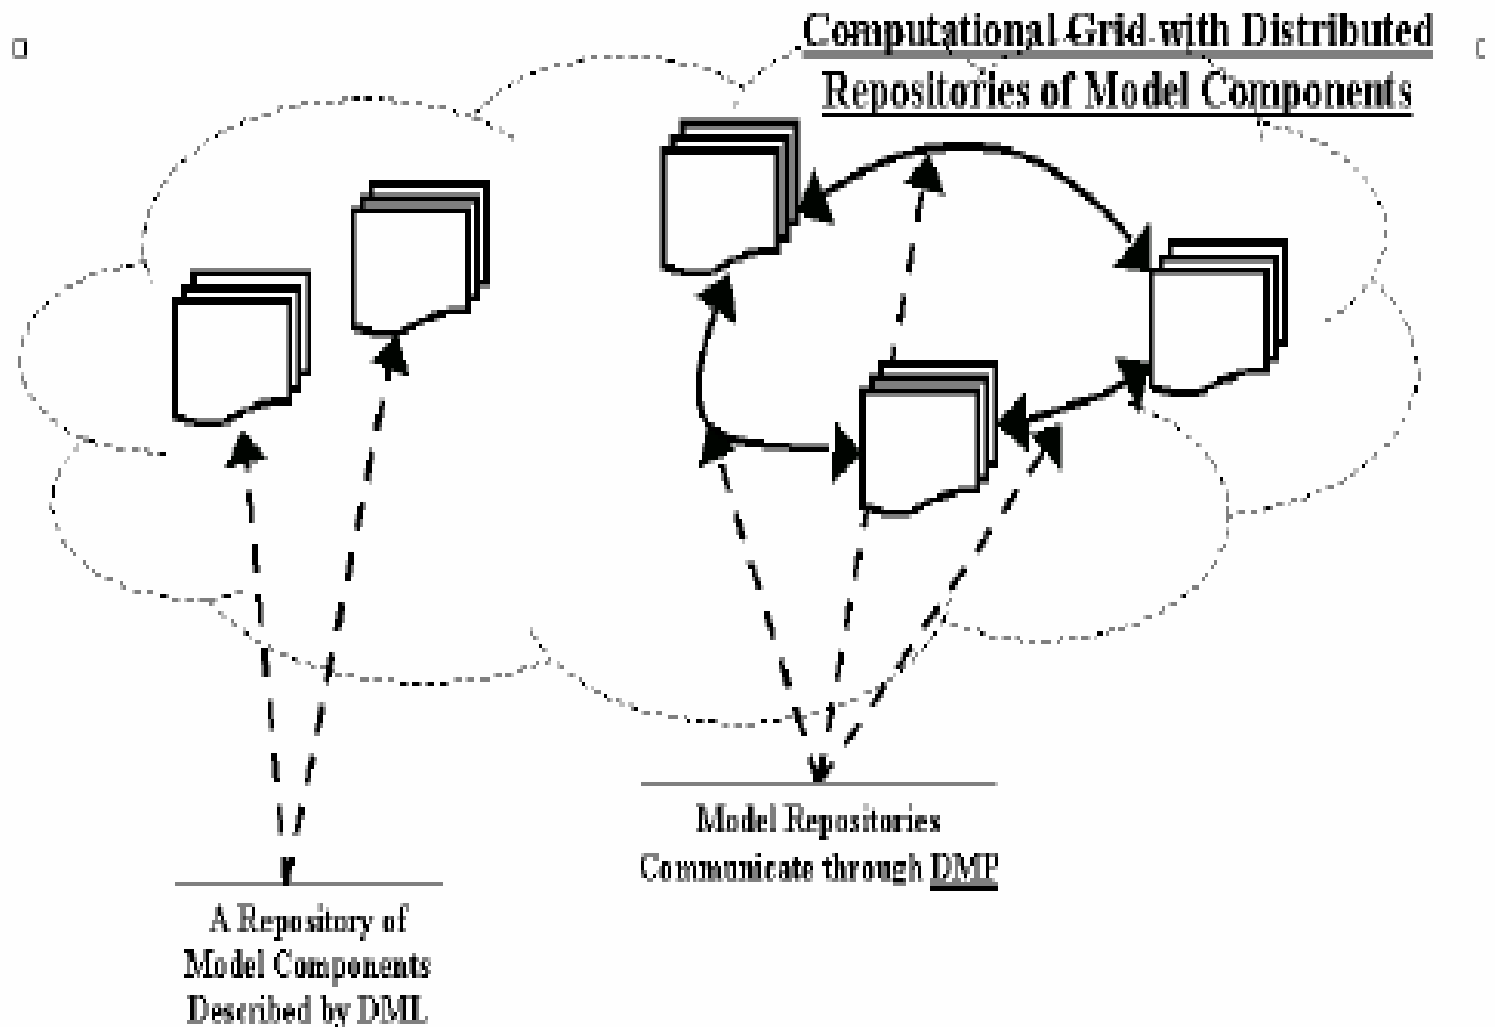 Computational Grid with Distributed
Repositories of Model Components
Model Repositories
Communicate through DMP
A Repository of
Model Components
Described by DML